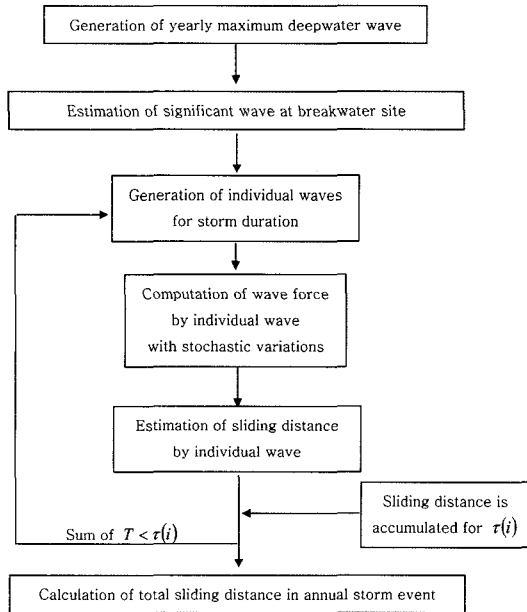 Generation of yearly maximum deepwater wave
Estimation of significant wave at breakwater site
Generation of individual waves
for storm duration
Computation of wave force
by individual wave
with stochastic variations
Estimation of sliding distance
by individual wave
Sliding distance is
accumulated for τ(i)
Sum of T < τ(i)
Calculation of total sliding distance in annual storm event